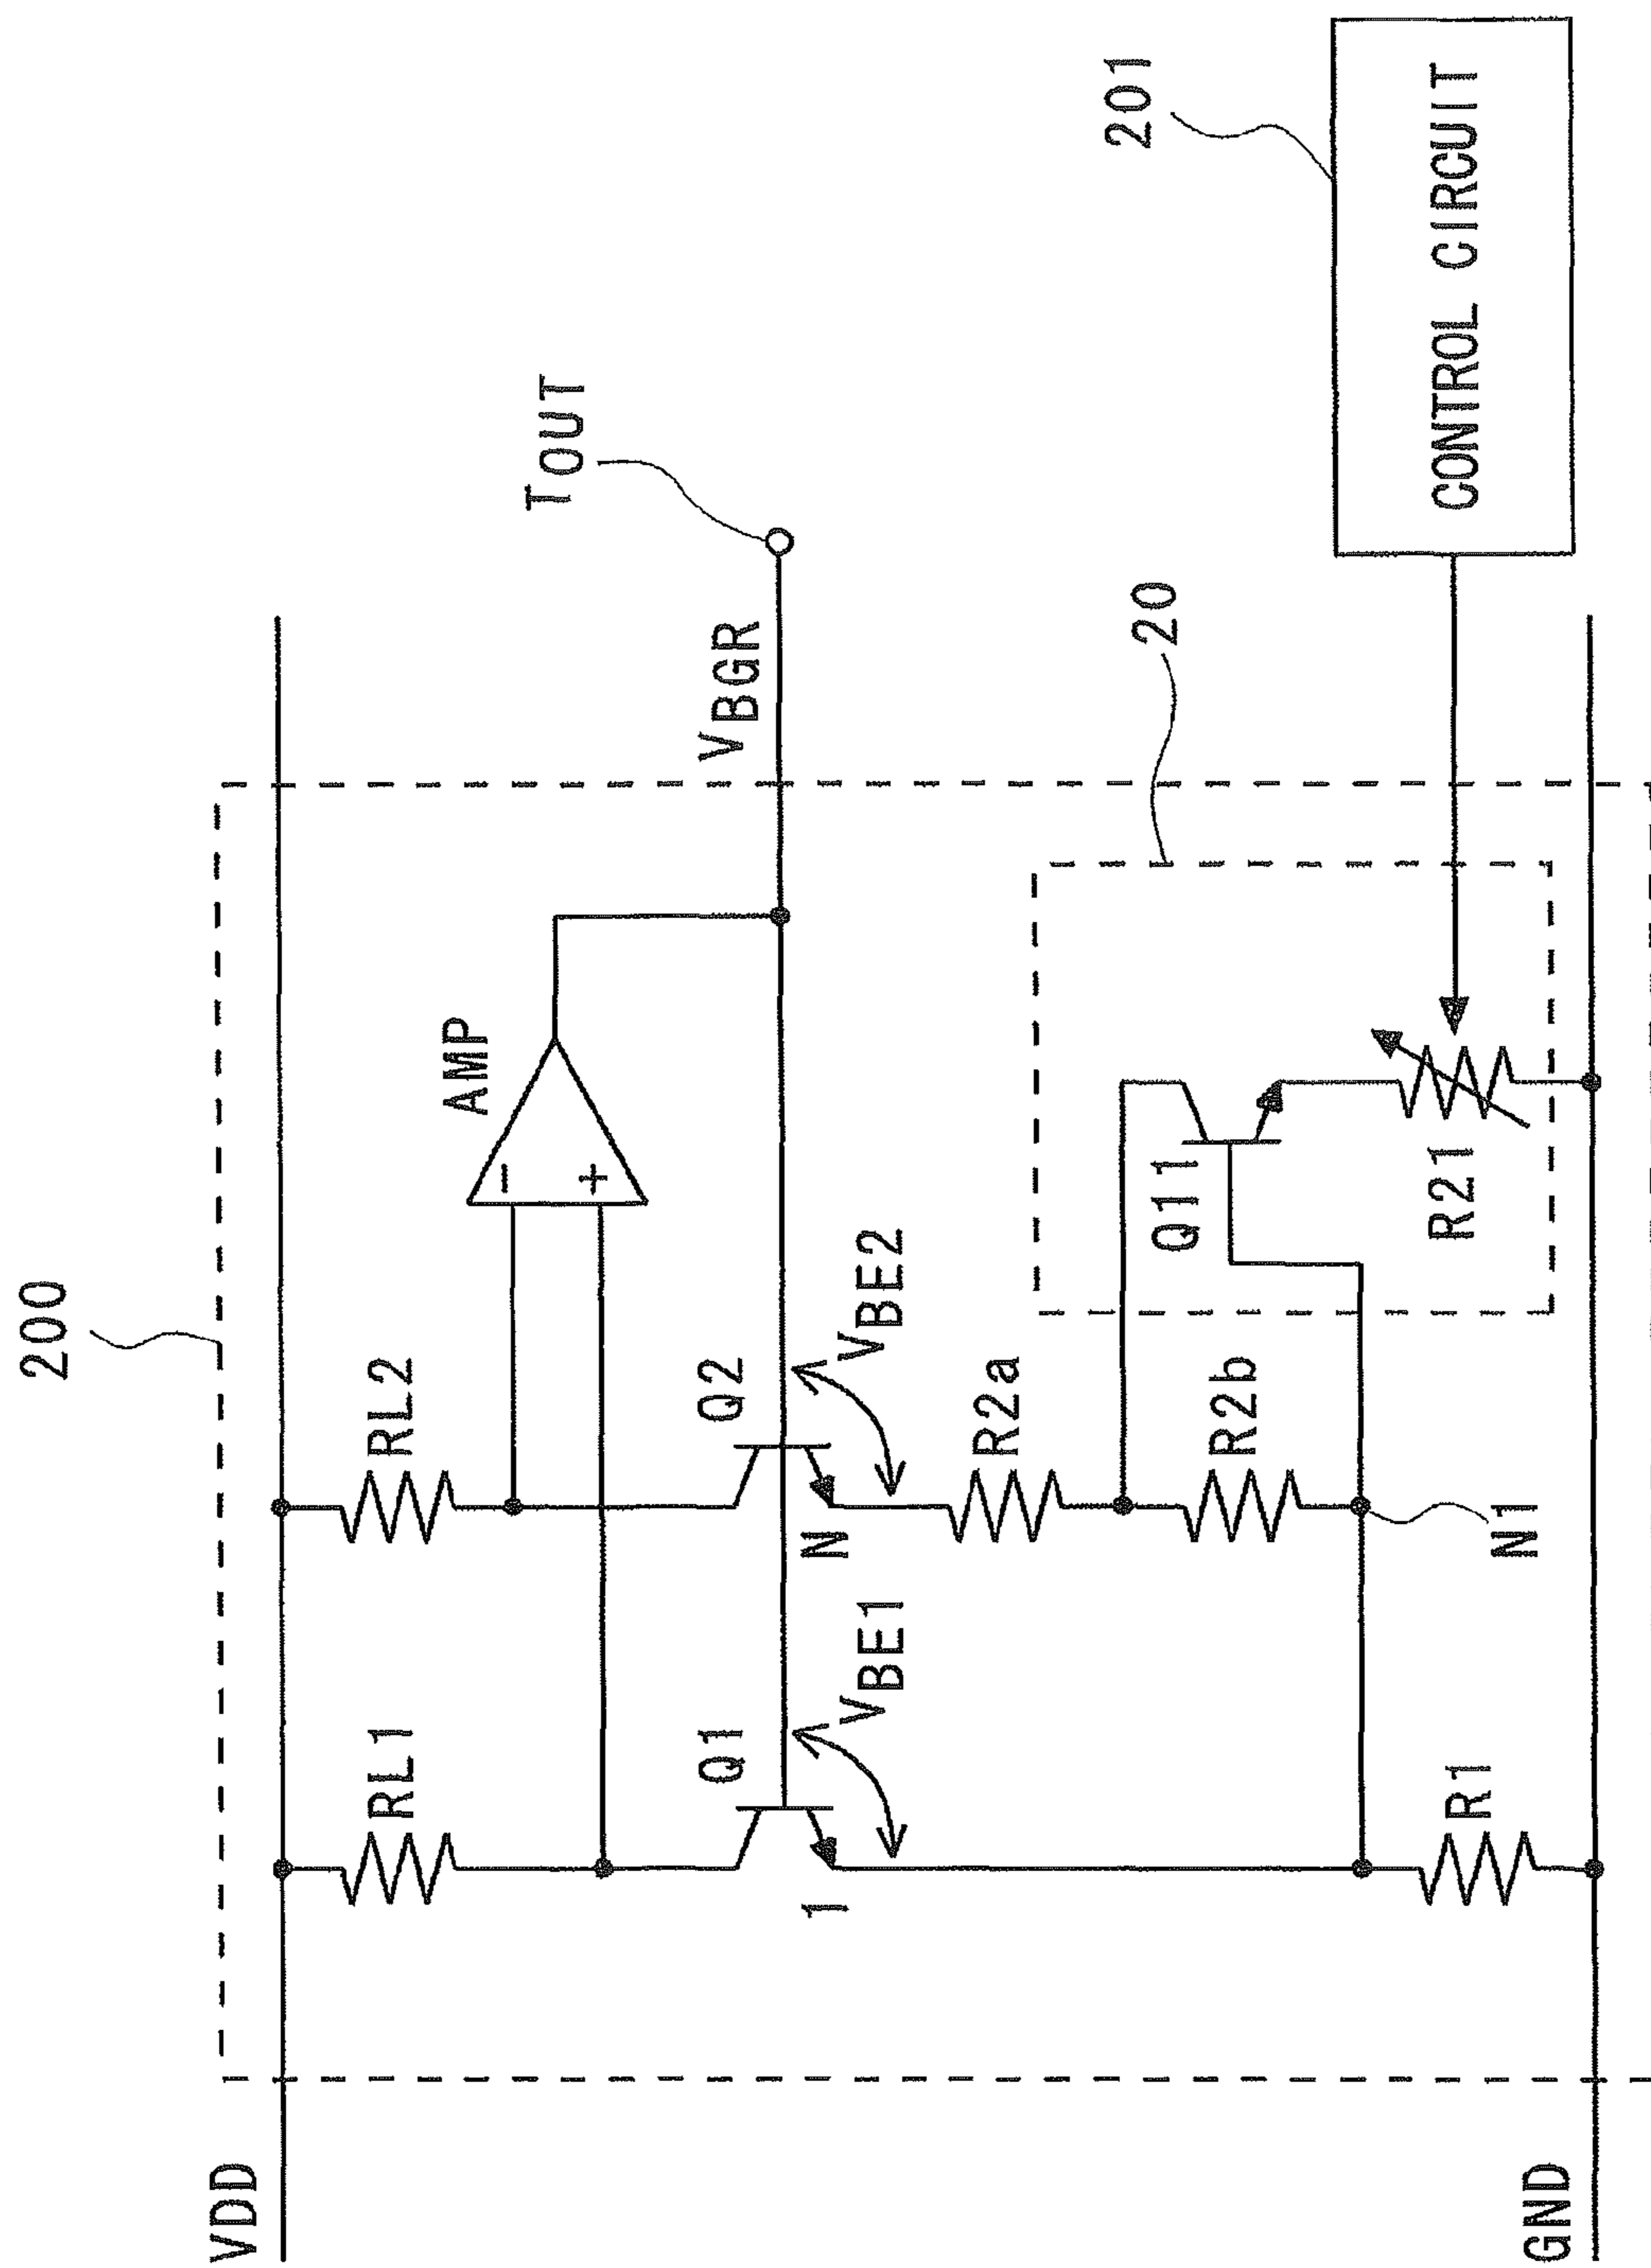 200
VDD
RL1
RL2
AMP
−
+
TOUT
VBGR
Q1
Q2
1
VBE1
N
VBE2
R2a
R2b
20
Q11
R21
201
CONTROL CIRCUIT
R1
N1
GND